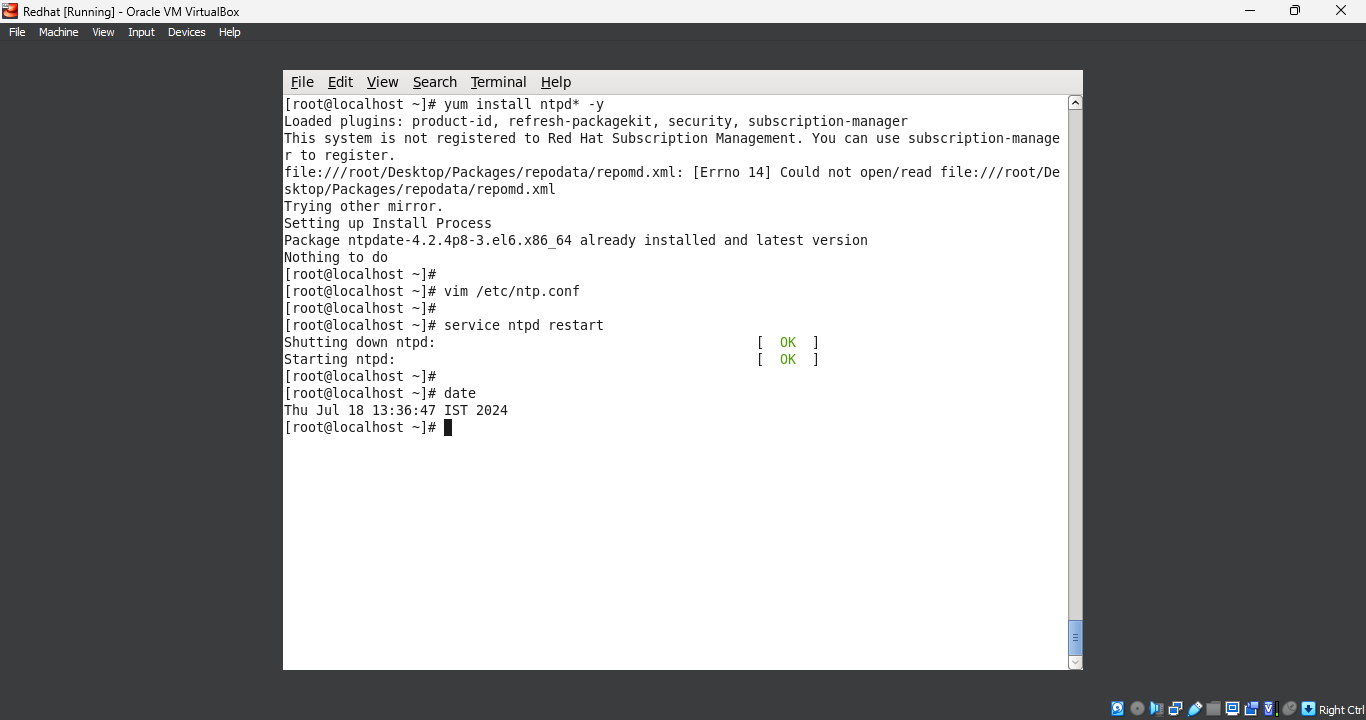 Redhat [Running] - Oracle VM VirtualBox
File Machine View Input Devices Help
File Edit View Search Terminal Help
[root@localhost ~]# yum install ntpd* -y
Loaded plugins: product-id, refresh-packagekit, security, subscription-manager
This system is not registered to Red Hat Subscription Management. You can use subscription-manage
r to register.
file:///root/Desktop/Packages/repodata/repomd.xml: [Errno 14] Could not open/read file:///root/De
sktop/Packages/repodata/repomd.xml
Trying other mirror.
Setting up Install Process
Package ntpdate-4.2.4p8-3.el6.x86_64 already installed and latest version
Nothing to do
[root@localhost ~]#
[root@localhost ~]# vim /etc/ntp.conf
[root@localhost ~]#
[root@localhost ~]# service ntpd restart
Shutting down ntpd: [ OK ]
Starting ntpd: [ OK ]
[root@localhost ~]#
[root@localhost ~]# date
Thu Jul 18 13:36:47 IST 2024
[root@localhost ~]#
Right Ctrl